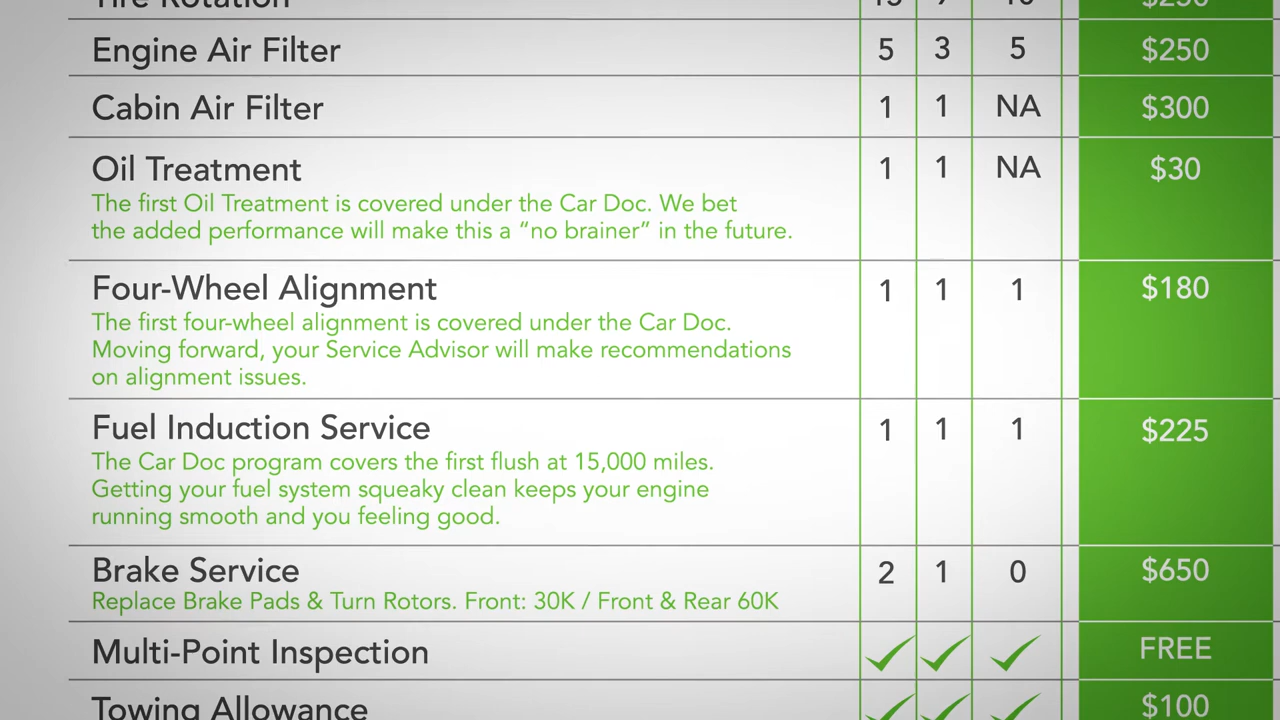 Tire Rotation 15 7 10 $250
Engine Air Filter 5 3 5 $250
Cabin Air Filter 1 1 NA $300
Oil Treatment 1 1 NA $30
The first Oil Treatment is covered under the Car Doc. We bet
the added performance will make this a “no brainer” in the future.
Four-Wheel Alignment 1 1 1 $180
The first four-wheel alignment is covered under the Car Doc.
Moving forward, your Service Advisor will make recommendations
on alignment issues.
Fuel Induction Service 1 1 1 $225
The Car Doc program covers the first flush at 15,000 miles.
Getting your fuel system squeaky clean keeps your engine
running smooth and you feeling good.
Brake Service 2 1 0 $650
Replace Brake Pads & Turn Rotors. Front: 30K / Front & Rear 60K
Multi-Point Inspection FREE
Towing Allowance $100